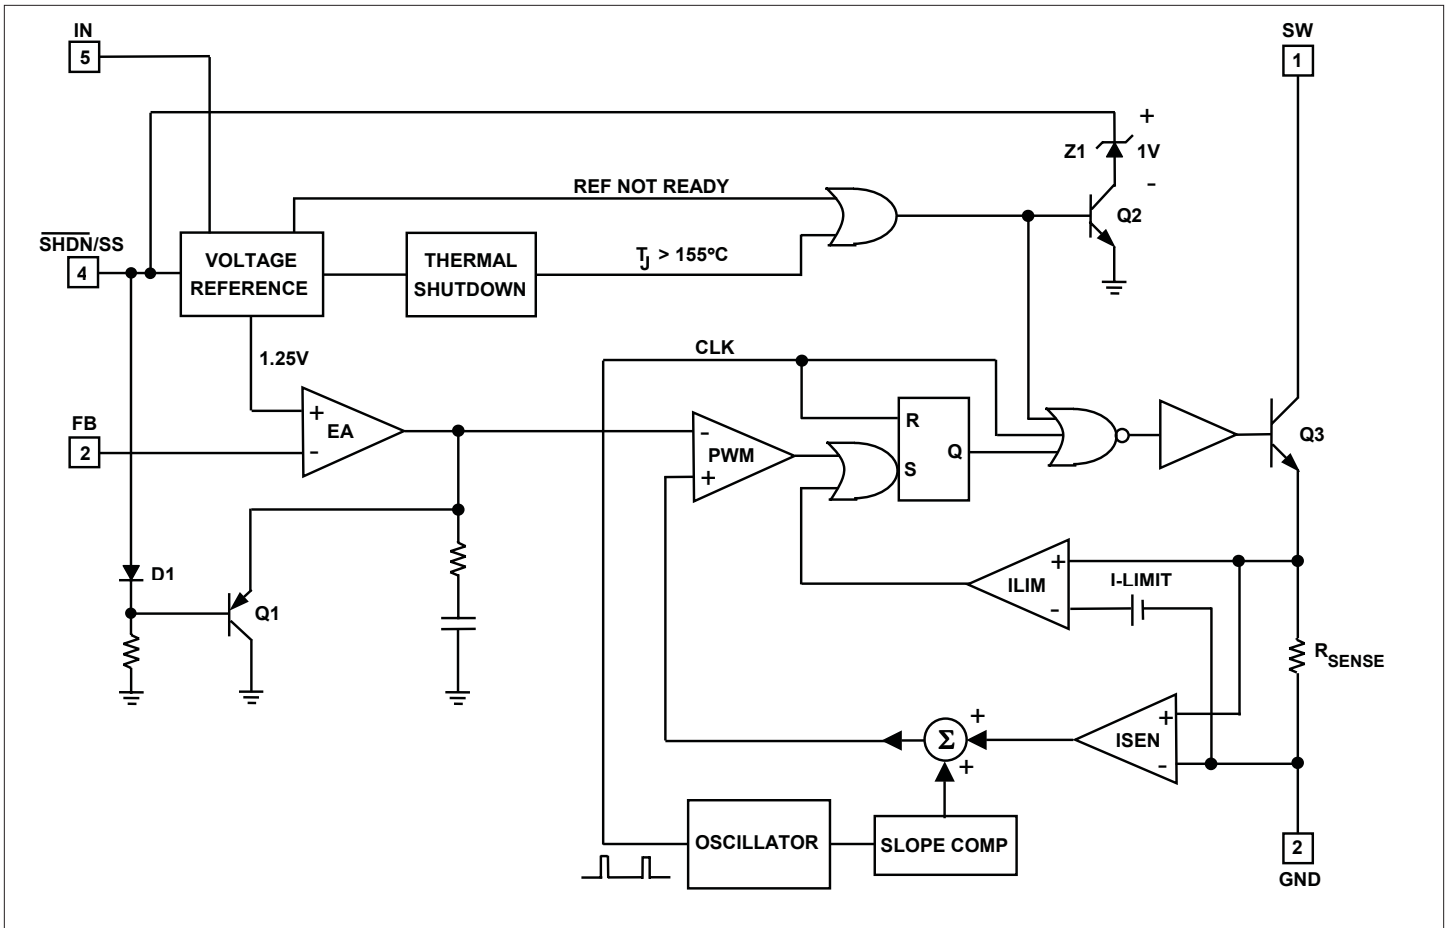 IN
5
SW
1
+
Z1
1V
-
REF NOT READY
Q2
SHDN/SS
4
VOLTAGE
REFERENCE
THERMAL
SHUTDOWN
TJ > 155ºC
1.25V
CLK
FB
2
+
EA
-
-
PWM
+
R
S
Q
Q3
D1
Q1
+
ILIM
-
I-LIMIT
RSENSE
+
Σ
+
+
ISEN
-
OSCILLATOR
SLOPE COMP
2
GND